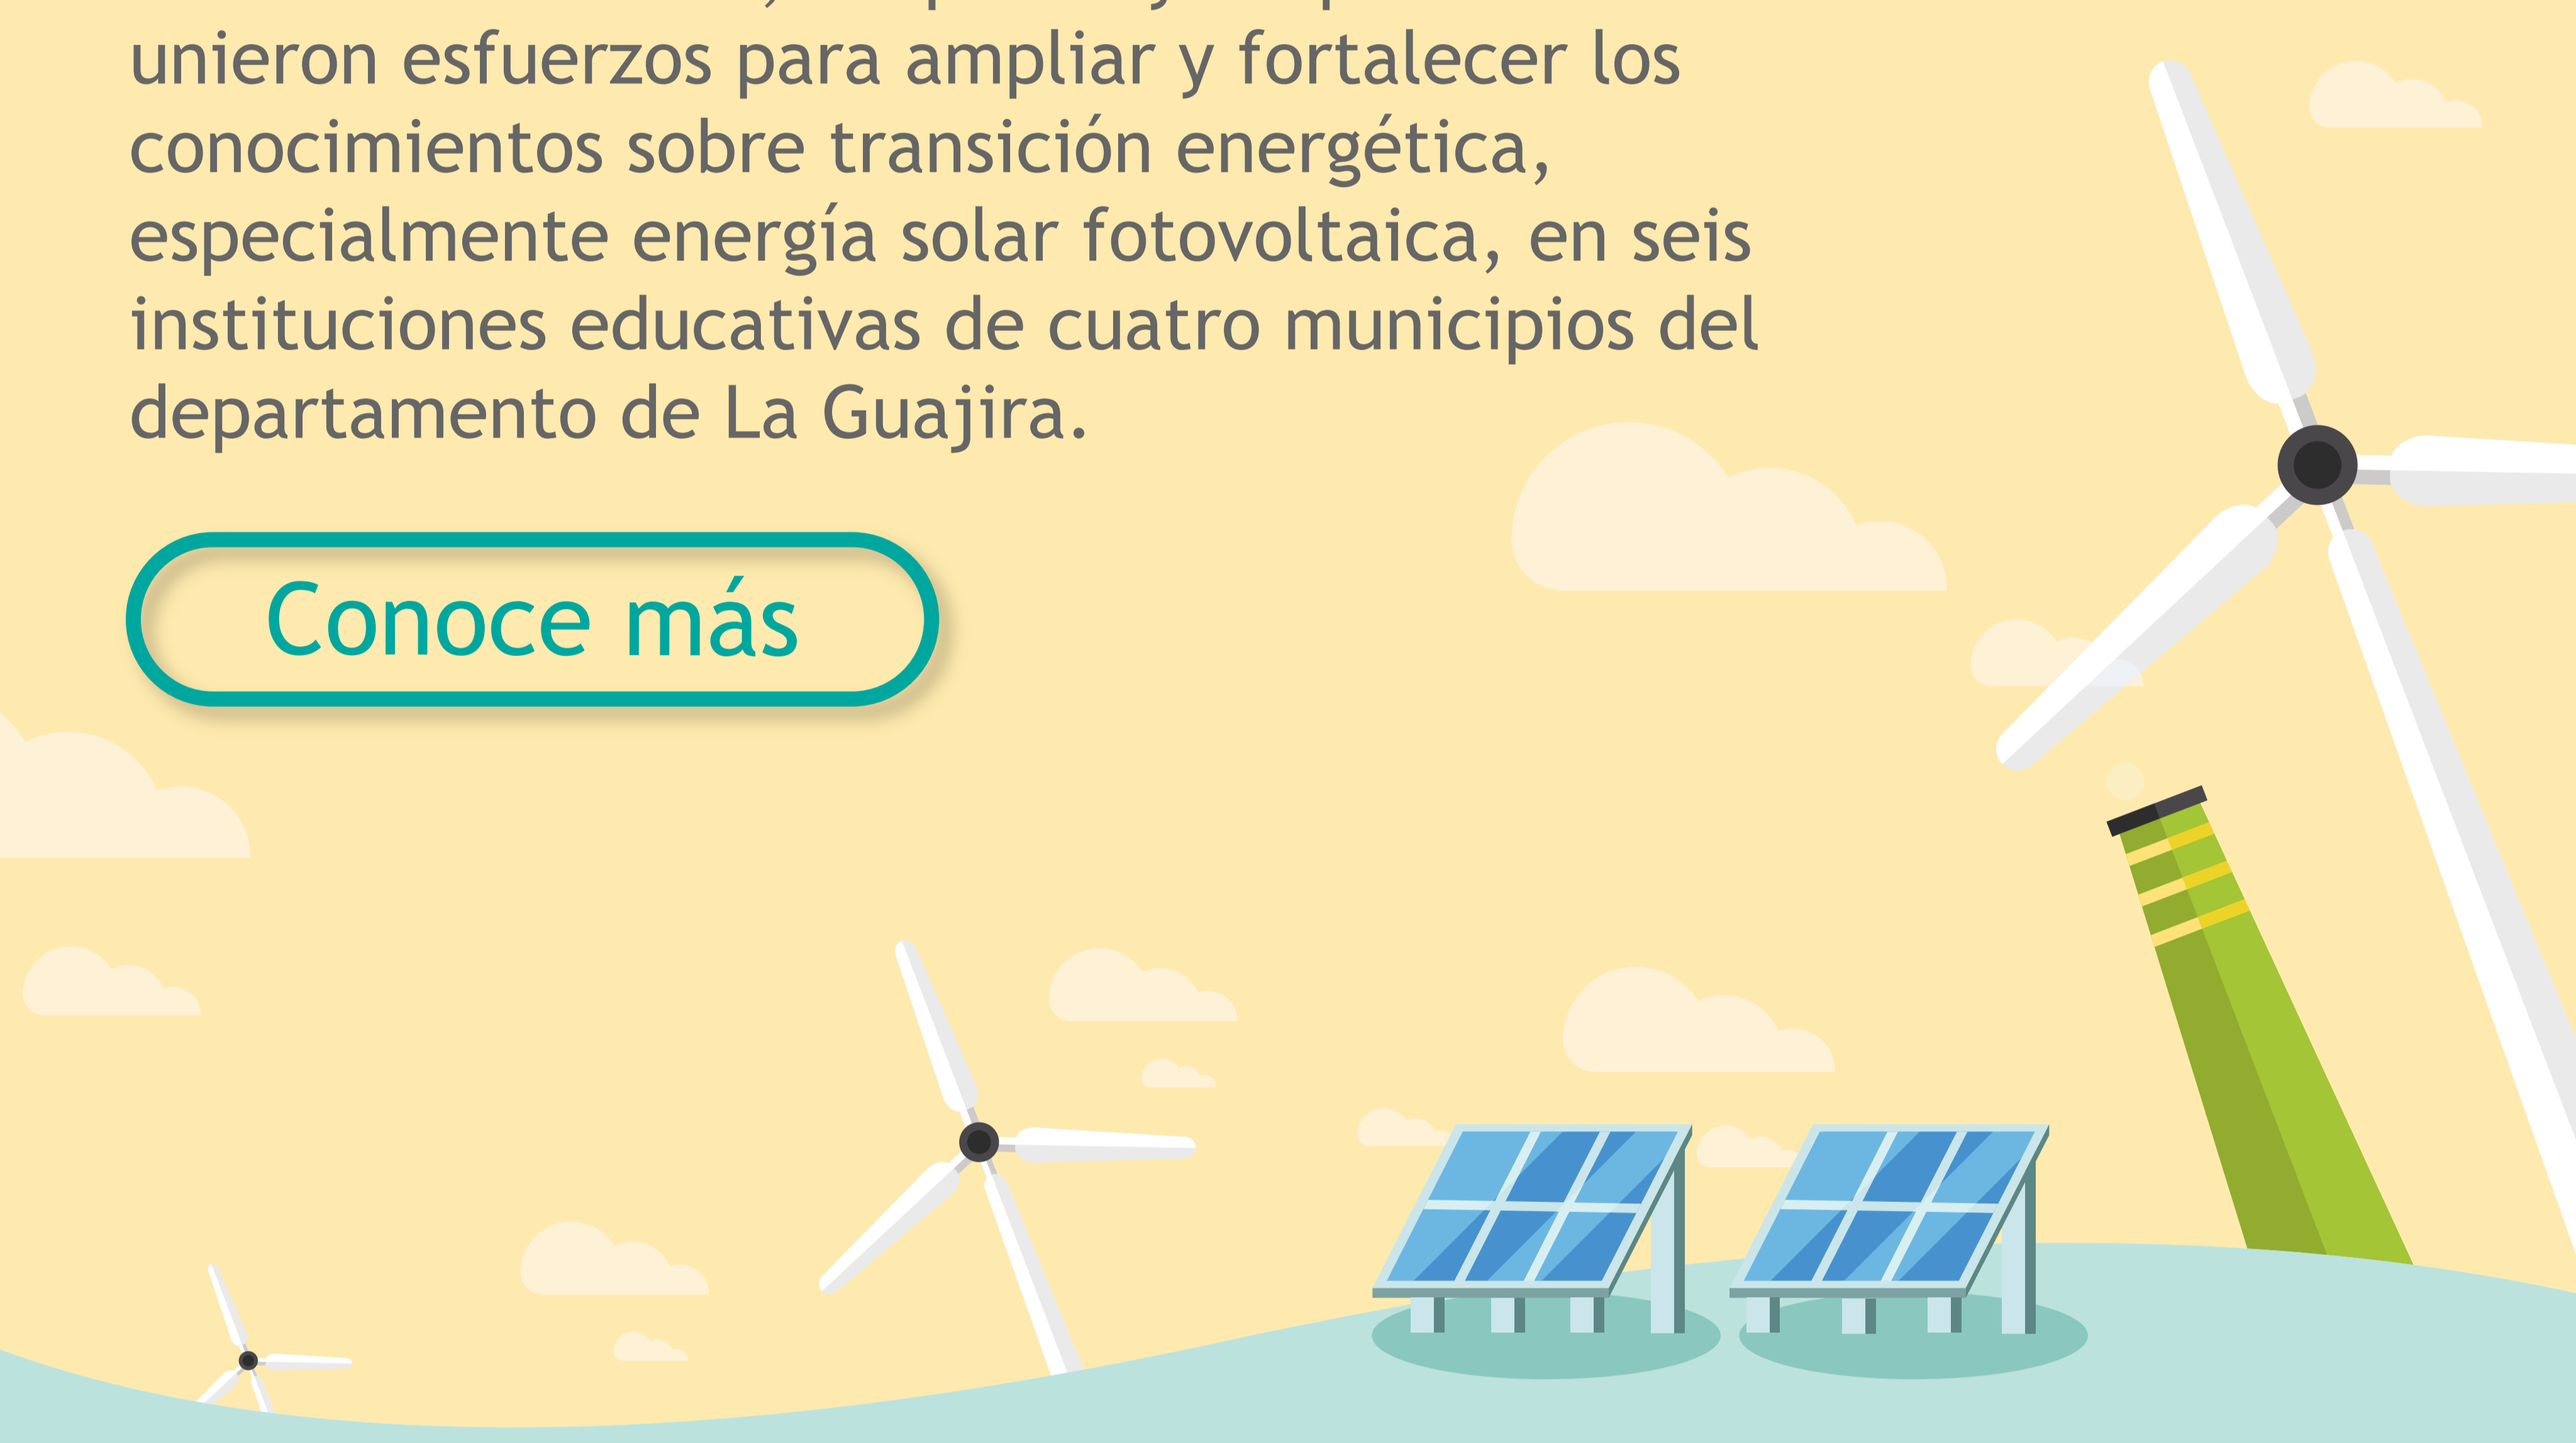 unieron esfuerzos para ampliar y fortalecer los
conocimientos sobre transición energética,
especialmente energía solar fotovoltaica, en seis
instituciones educativas de cuatro municipios del
departamento de La Guajira.
Conoce más